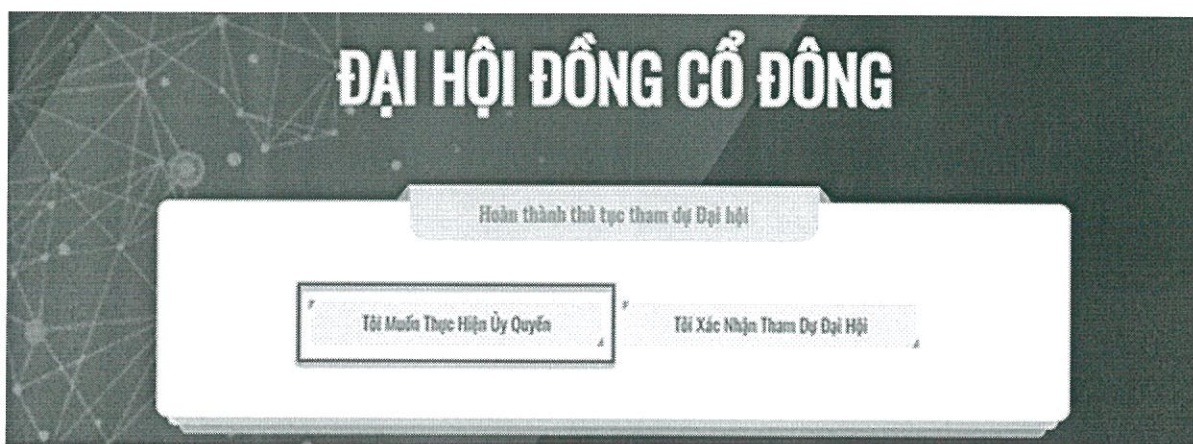 ĐẠI HỘI ĐỒNG CỔ ĐÔNG
Hoàn thành thủ tục tham dự Đại hội
Tôi Muốn Thực Hiện Ủy Quyền
Tôi Xác Nhận Tham Dự Đại Hội